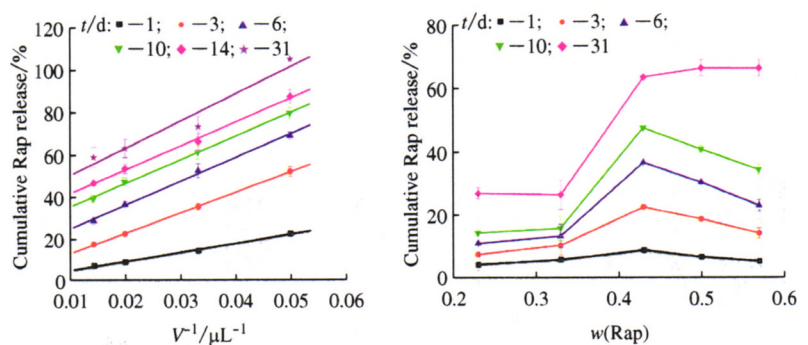 t/d: —1; —3; —6;
—10; —14; —31
Cumulative Rap release/%
120
100
80
60
40
20
0
0.01 0.02 0.03 0.04 0.05 0.06
V⁻¹/μL⁻¹
t/d: —1; —3; —6;
—10; —31
Cumulative Rap release/%
80
60
40
20
0
0.2 0.3 0.4 0.5 0.6
w(Rap)